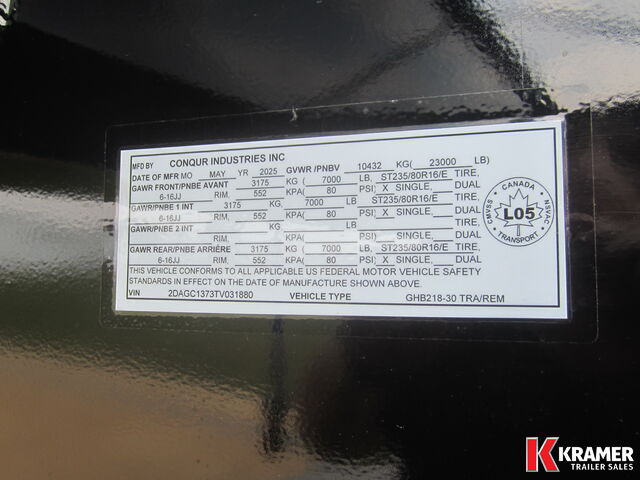 MFD BY CONQUR INDUSTRIES INC
DATE OF MFR MO MAY YR 2025 GVWR /PNBV 10432 KG( 23000 LB)
GAWR FRONT/PNBE AVANT 3175 KG ( 7000 LB, ST235/80R16/E TIRE,
6-16JJ RIM, 552 KPA( 80 PSI) X SINGLE, DUAL
GAWR/PNBE 1 INT 3175 KG 7000 LB ST235/80R16/E TIRE,
6-16JJ RIM, 552 KPA( 80 PSI) X SINGLE, DUAL
GAWR/PNBE 2 INT KG LB TIRE,
RIM, KPA( PSI) SINGLE, DUAL
GAWR REAR/PNBE ARRIÈRE 3175 KG ( 7000 LB, ST235/80R16/E TIRE,
6-16JJ RIM, 552 KPA( 80 PSI) X SINGLE, DUAL
THIS VEHICLE CONFORMS TO ALL APPLICABLE US FEDERAL MOTOR VEHICLE SAFETY
STANDARDS IN EFFECT ON THE DATE OF MANUFACTURE SHOWN ABOVE.
VIN 2DAGC1373TV031880 VEHICLE TYPE GHB218-30 TRA/REM
CANADA
CMVSS L05 NSVAC
TRANSPORT
K KRAMER
TRAILER SALES